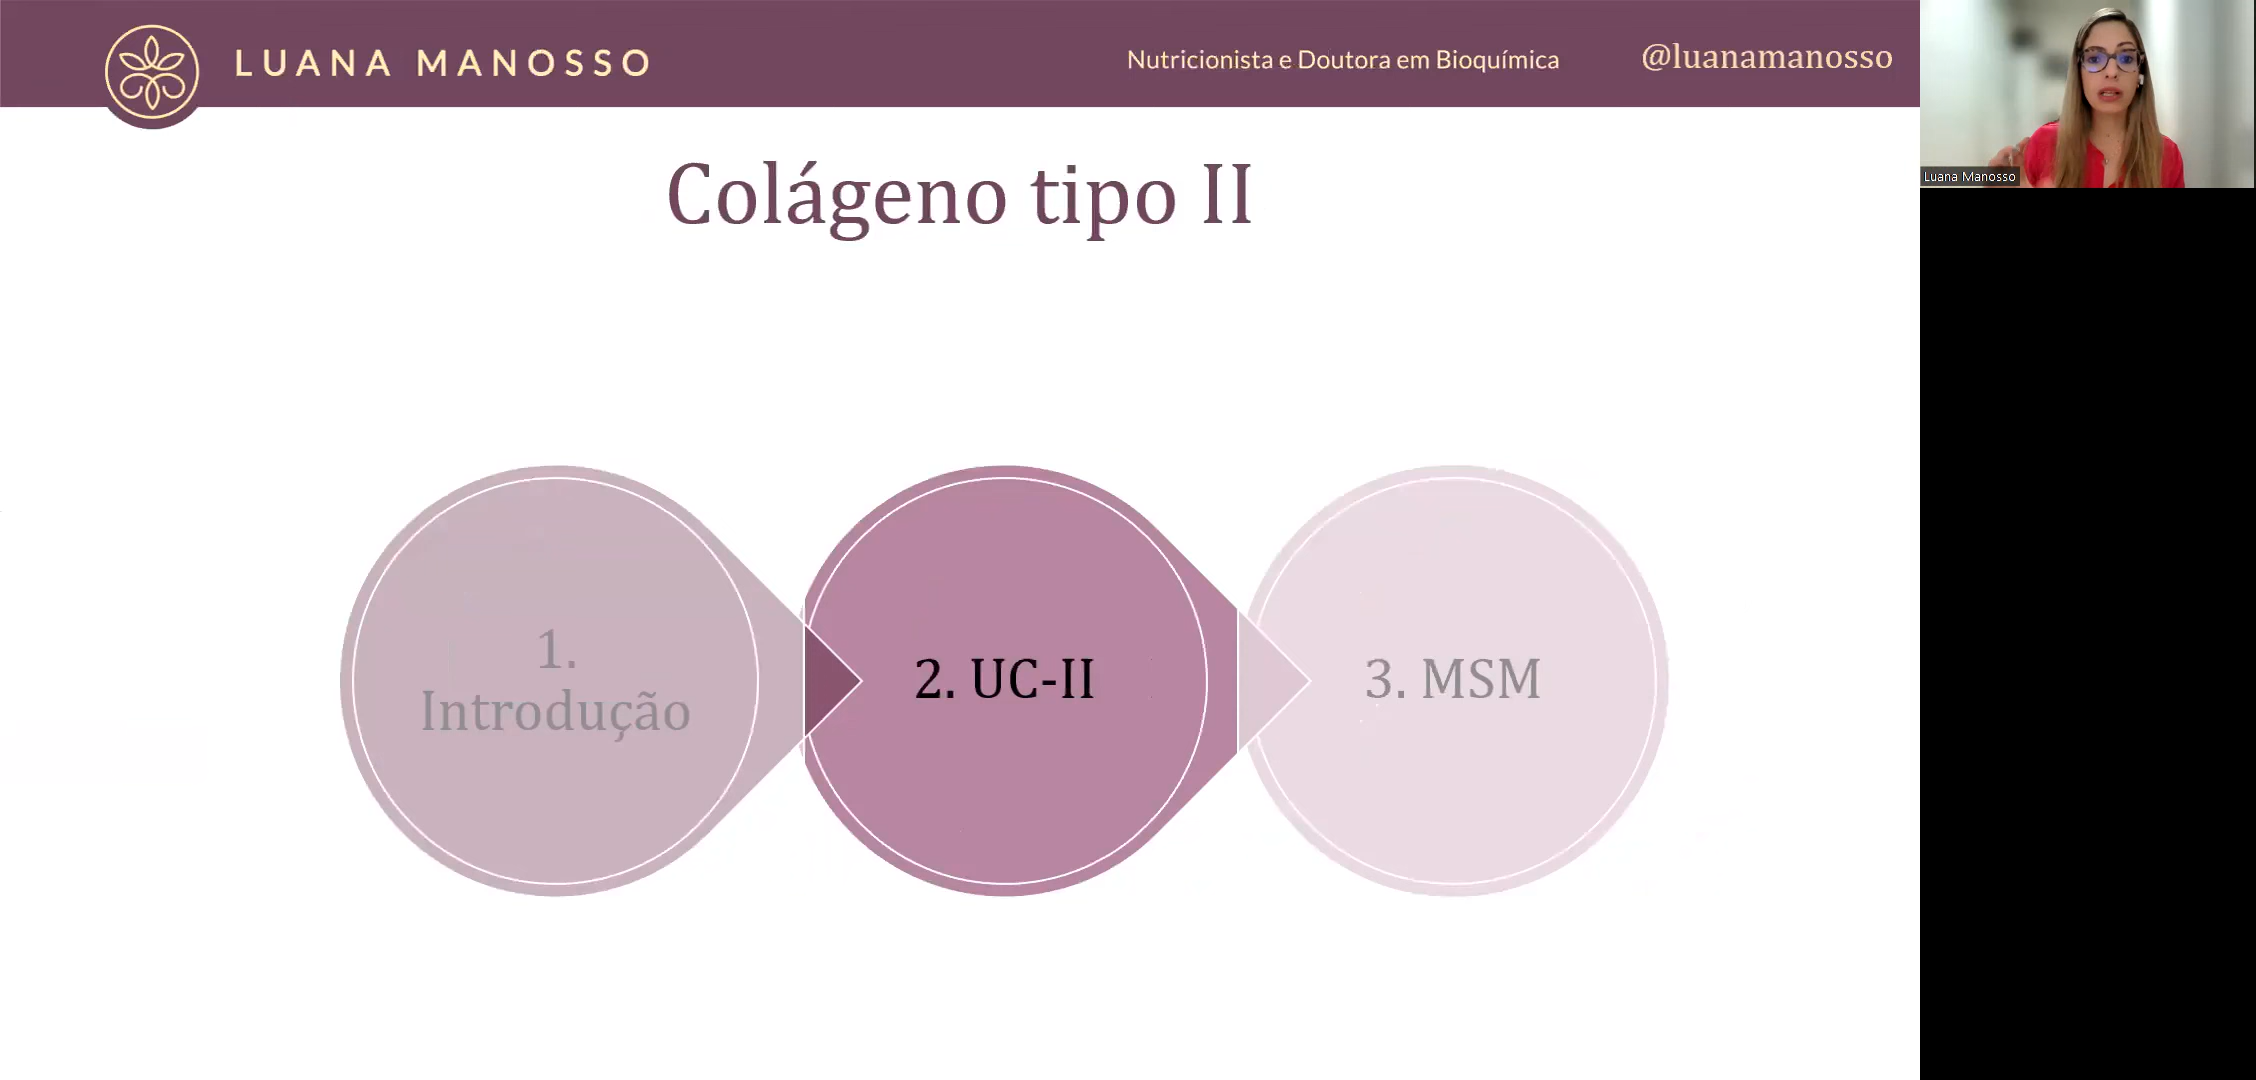 LUANA MANOSSO
Nutricionista e Doutora em Bioquímica
@luanamanosso
Luana Manosso
Colágeno tipo II
1.
Introdução
2. UC-II
3. MSM